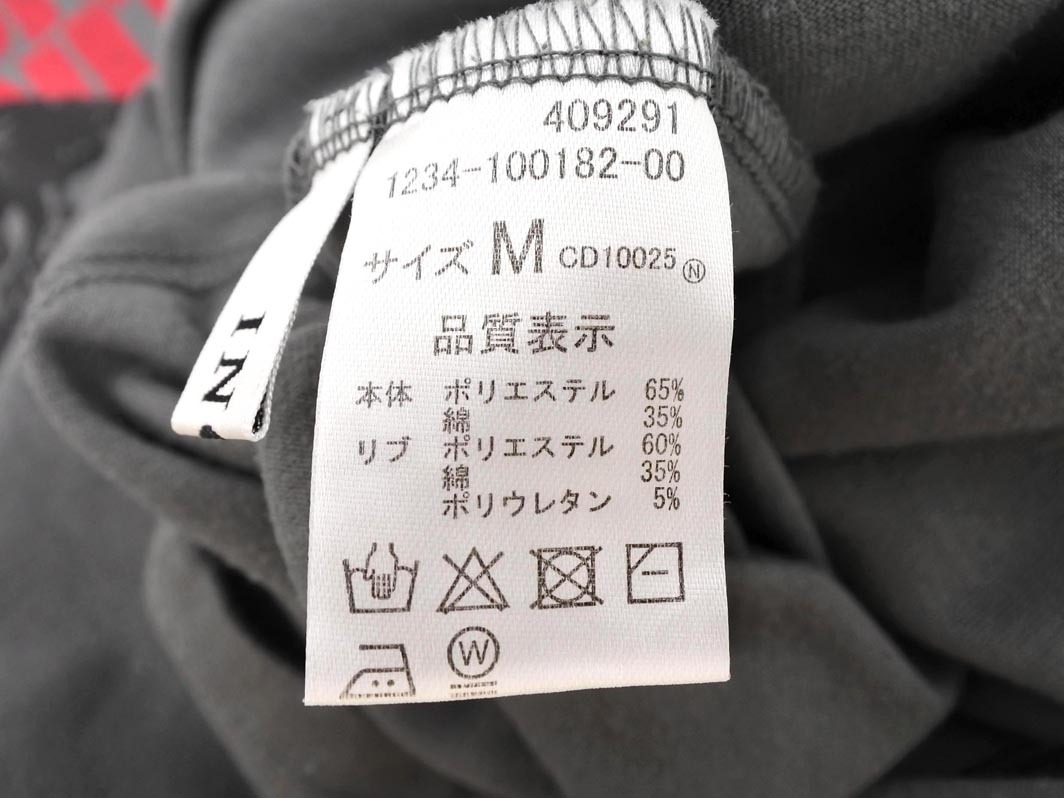 409291
1234-100182-00
サイズ M CD10025 Ⓝ
品質表示
本体 ポリエステル 65%
綿 35%
リブ ポリエステル 60%
綿 35%
ポリウレタン 5%
W
INI